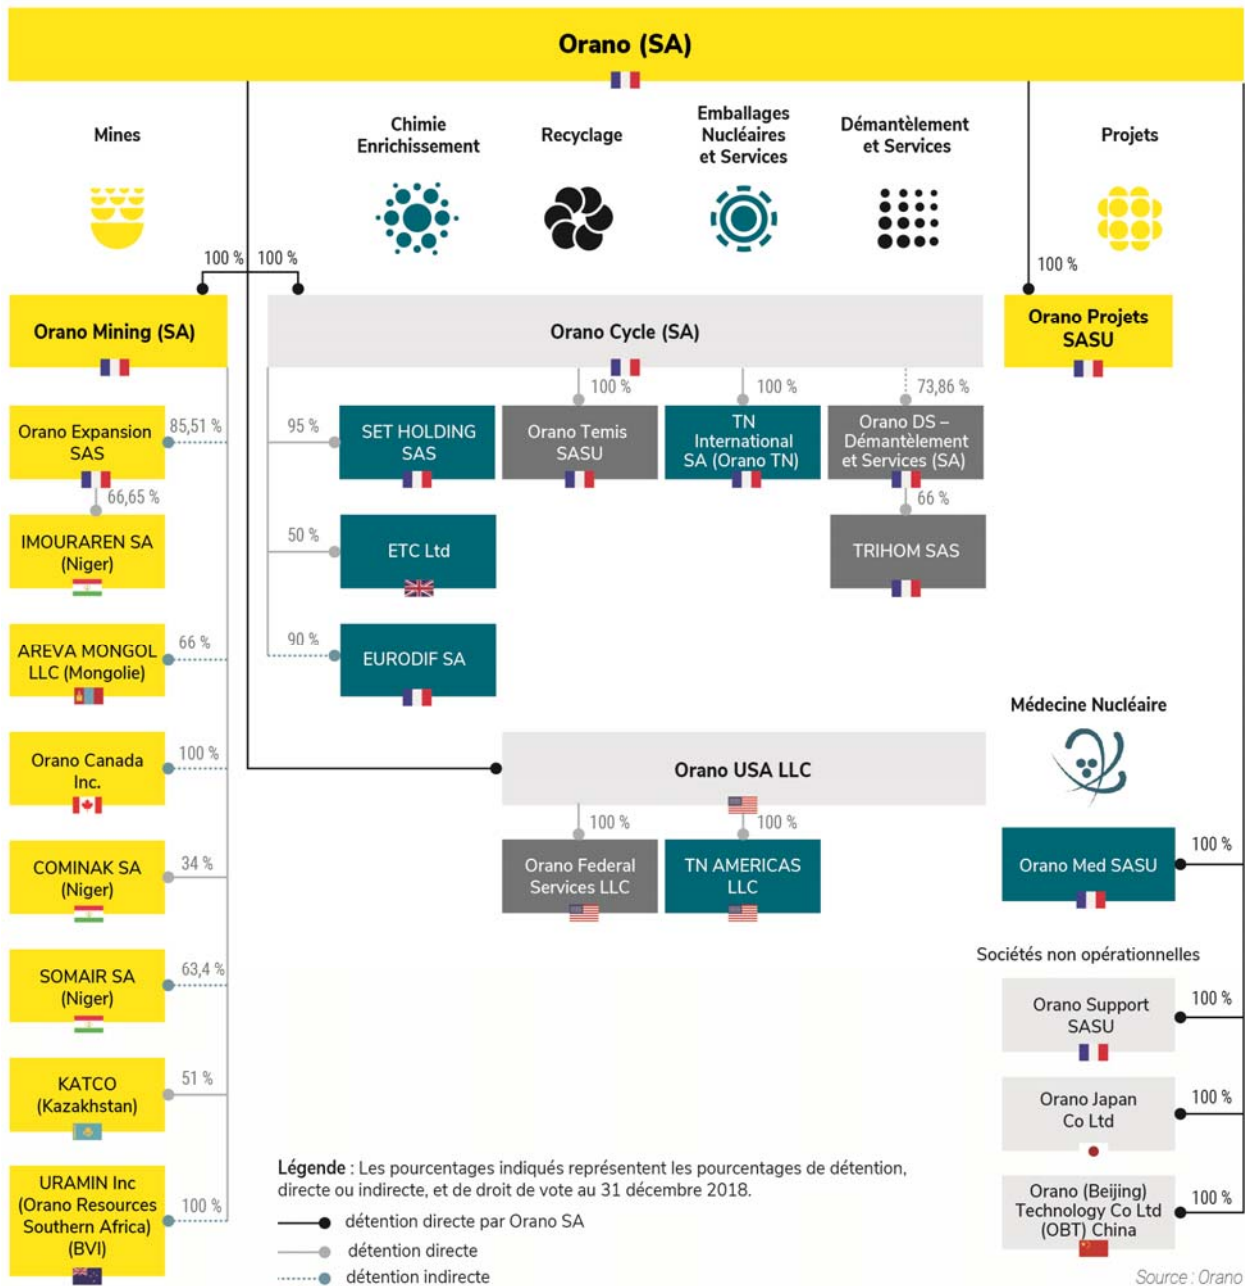 Orano (SA)
Mines
Chimie
Enrichissement
Recyclage
Emballages
Nucléaires
et Services
Démantèlement
et Services
Projets
100 %
100 %
100 %
Orano Mining (SA)
Orano Cycle (SA)
Orano Projets
SASU
Orano Expansion
SAS
85,51 %
66,65 %
IMOURAREN SA
(Niger)
AREVA MONGOL
LLC (Mongolie)
66 %
Orano Canada
Inc.
100 %
COMINAK SA
(Niger)
34 %
SOMAIR SA
(Niger)
63,4 %
KATCO
(Kazakhstan)
51 %
URAMIN Inc
(Orano Resources
Southern Africa)
(BVI)
100 %
95 %
SET HOLDING
SAS
50 %
ETC Ltd
90 %
EURODIF SA
100 %
Orano Temis
SASU
100 %
TN
International
SA (Orano TN)
73,86 %
Orano DS –
Démantèlement
et Services (SA)
66 %
TRIHOM SAS
Orano USA LLC
100 %
Orano Federal
Services LLC
100 %
TN AMERICAS
LLC
Médecine Nucléaire
Orano Med SASU
100 %
Sociétés non opérationnelles
Orano Support
SASU
100 %
Orano Japan
Co Ltd
100 %
Orano (Beijing)
Technology Co Ltd
(OBT) China
100 %
Légende : Les pourcentages indiqués représentent les pourcentages de détention,
directe ou indirecte, et de droit de vote au 31 décembre 2018.
détention directe par Orano SA
détention directe
détention indirecte
Source : Orano